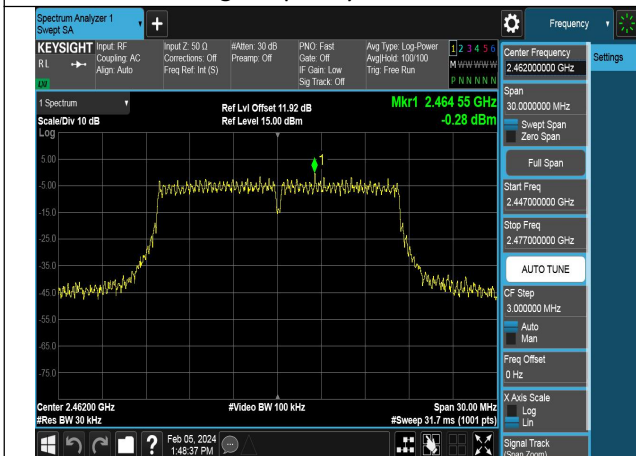 Spectrum Analyzer 1
Swept SA
Frequency
KEYSIGHT
RL
Input: RF
Coupling: AC
Align: Auto
Input Z: 50 Ω
Corrections: Off
Freq Ref: Int (S)
#Atten: 30 dB
Preamp: Off
PNO: Fast
Gate: Off
IF Gain: Low
Sig Track: Off
Avg Type: Log-Power
Avg|Hold: 100/100
Trig: Free Run
1 2 3 4 5 6
M W W W W W
P N N N N N
1 Spectrum
Scale/Div 10 dB
Ref Lvl Offset 11.92 dB
Ref Level 15.00 dBm
Mkr1 2.464 55 GHz
-0.28 dBm
Log
5.00
-5.00
-15.0
-25.0
-35.0
-45.0
-55.0
-65.0
-75.0
1
Center 2.46200 GHz
#Res BW 30 kHz
#Video BW 100 kHz
Span 30.00 MHz
#Sweep 31.7 ms (1001 pts)
Feb 05, 2024
1:48:37 PM
Center Frequency
2.462000000 GHz
Settings
Span
30.0000000 MHz
Swept Span
Zero Span
Full Span
Start Freq
2.447000000 GHz
Stop Freq
2.477000000 GHz
AUTO TUNE
CF Step
3.000000 MHz
Auto
Man
Freq Offset
0 Hz
X Axis Scale
Log
Lin
Signal Track
(Span Zoom)